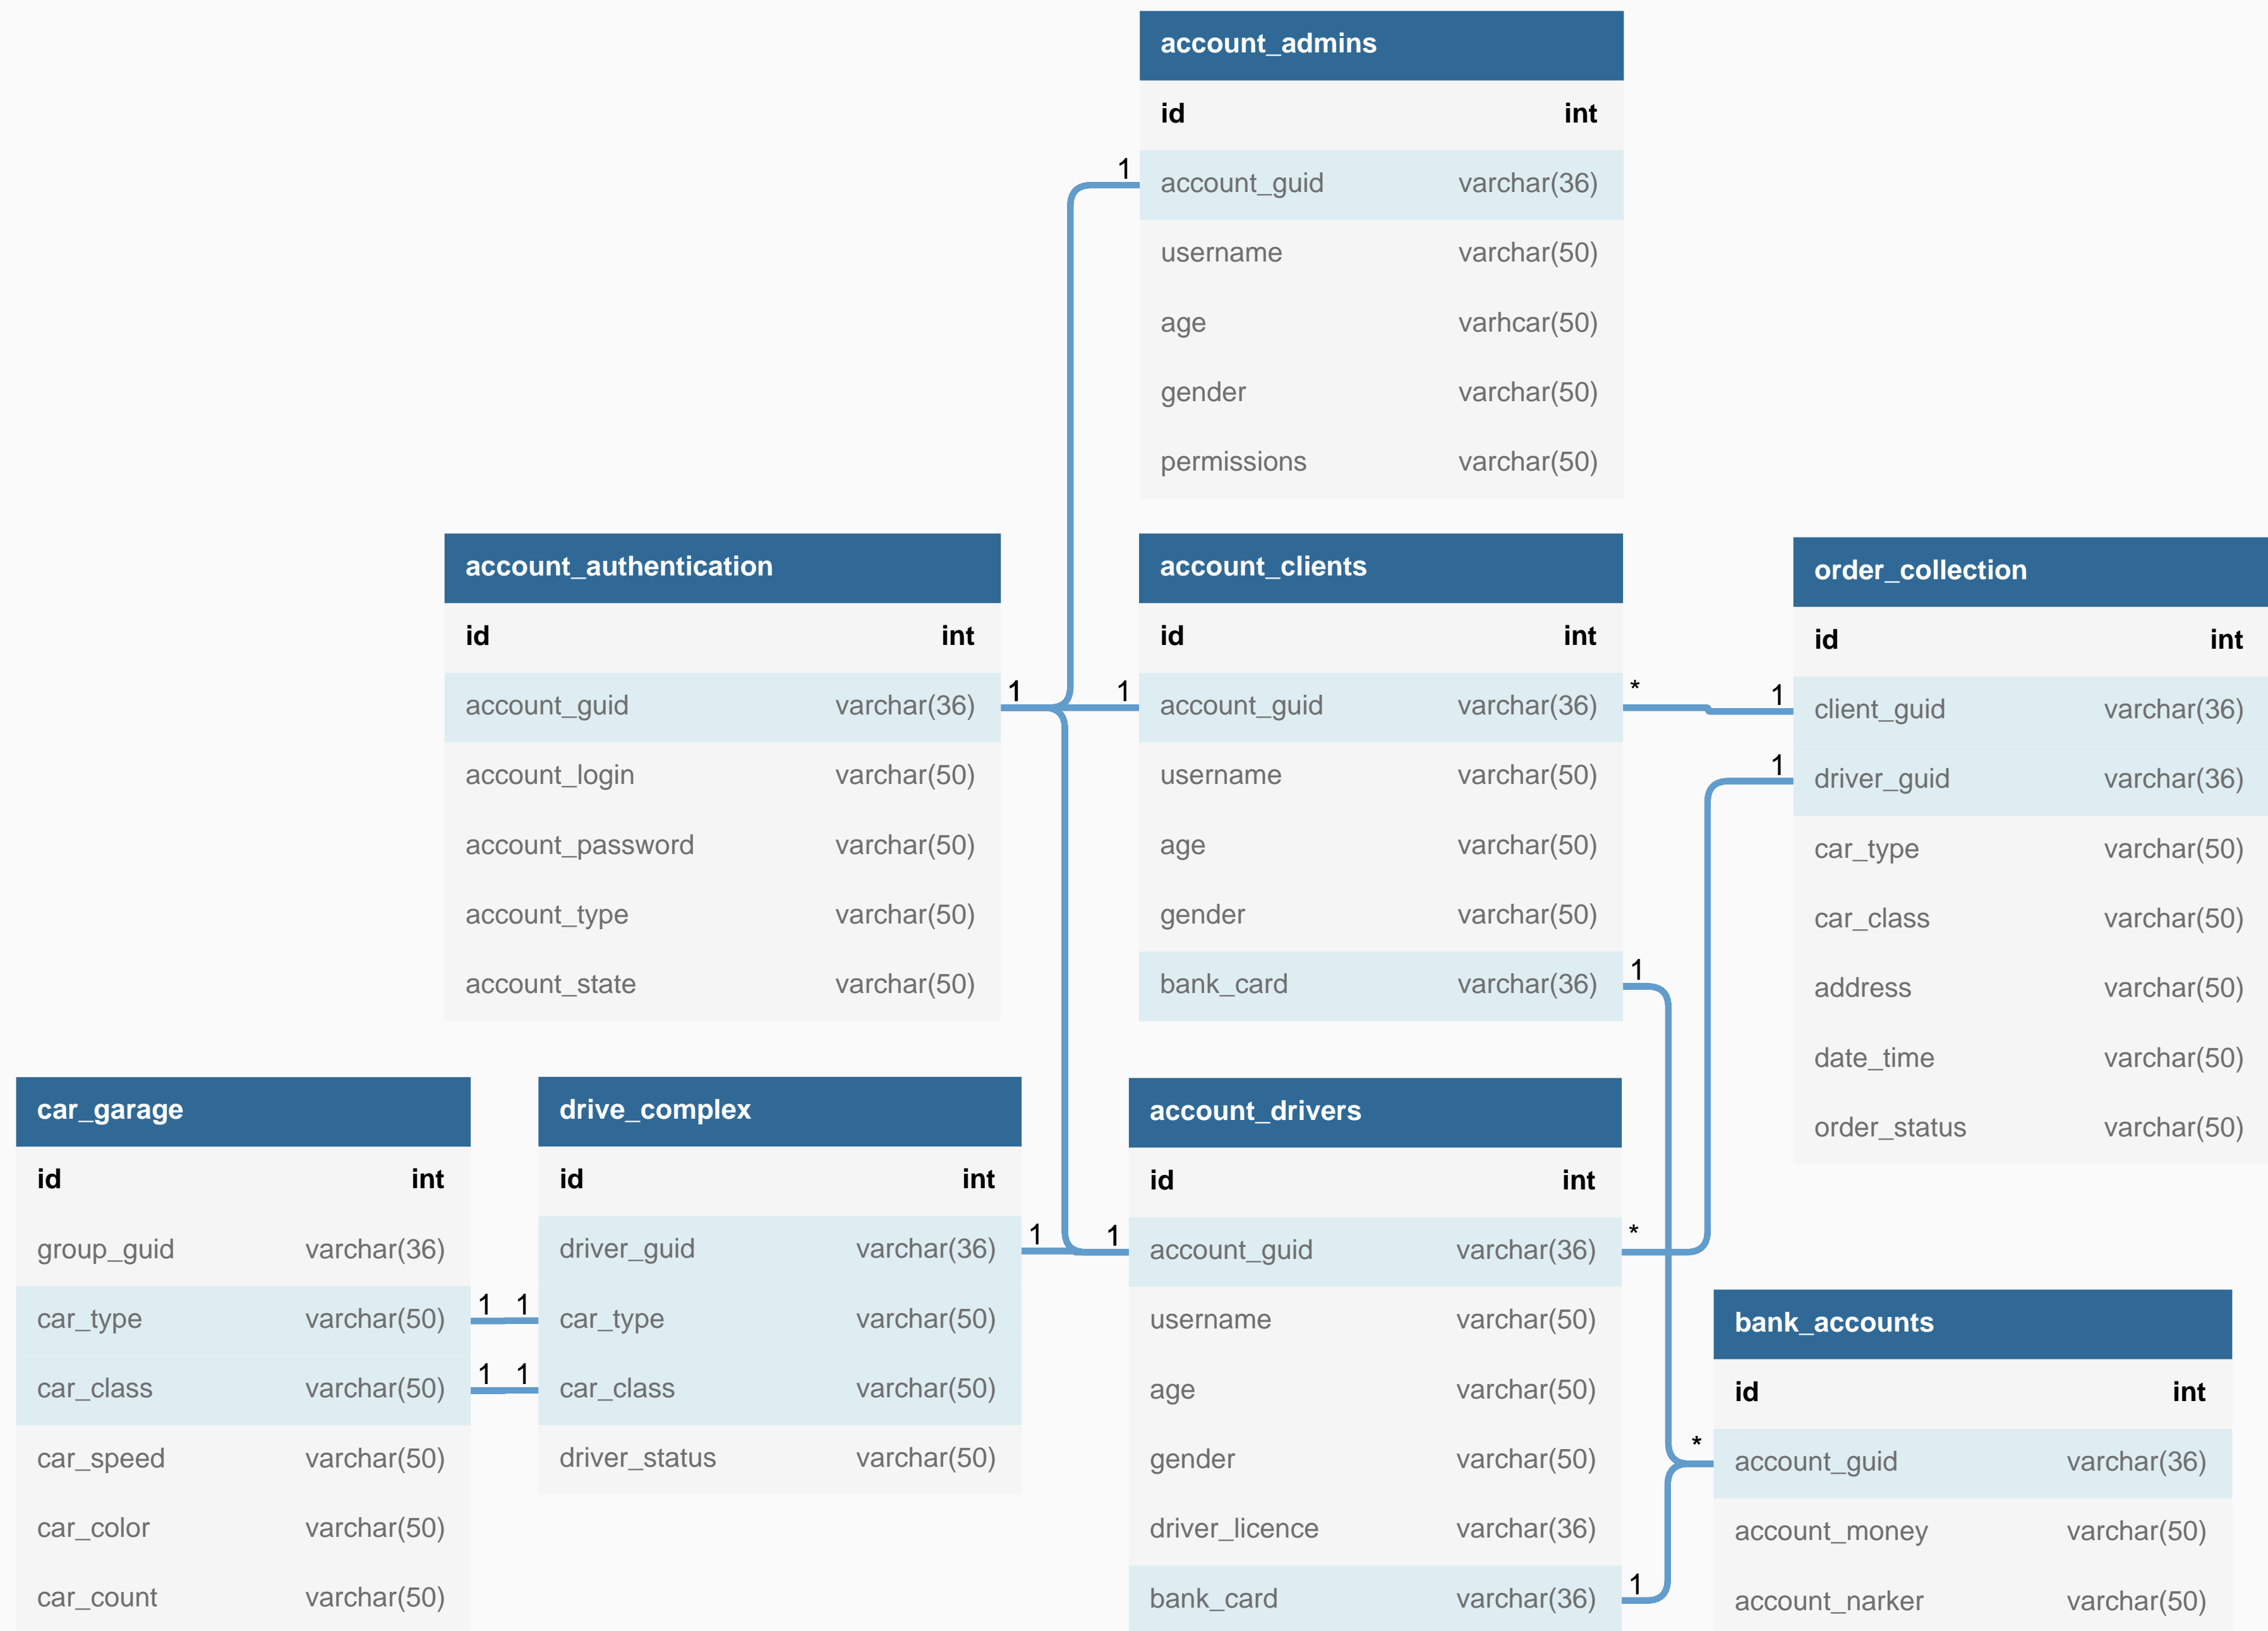 account_admins
id int
account_guid varchar(36)
username varchar(50)
age varhcar(50)
gender varchar(50)
permissions varchar(50)
account_authentication
id int
account_guid varchar(36)
account_login varchar(50)
account_password varchar(50)
account_type varchar(50)
account_state varchar(50)
account_clients
id int
account_guid varchar(36)
username varchar(50)
age varchar(50)
gender varchar(50)
bank_card varchar(36)
order_collection
id int
client_guid varchar(36)
driver_guid varchar(36)
car_type varchar(50)
car_class varchar(50)
address varchar(50)
date_time varchar(50)
order_status varchar(50)
car_garage
id int
group_guid varchar(36)
car_type varchar(50)
car_class varchar(50)
car_speed varchar(50)
car_color varchar(50)
car_count varchar(50)
drive_complex
id int
driver_guid varchar(36)
car_type varchar(50)
car_class varchar(50)
driver_status varchar(50)
account_drivers
id int
account_guid varchar(36)
username varchar(50)
age varchar(50)
gender varchar(50)
driver_licence varchar(36)
bank_card varchar(36)
bank_accounts
id int
account_guid varchar(36)
account_money varchar(50)
account_narker varchar(50)
1
1
1
*
1
1
1
1
1
*
1
1
1
1
*
1